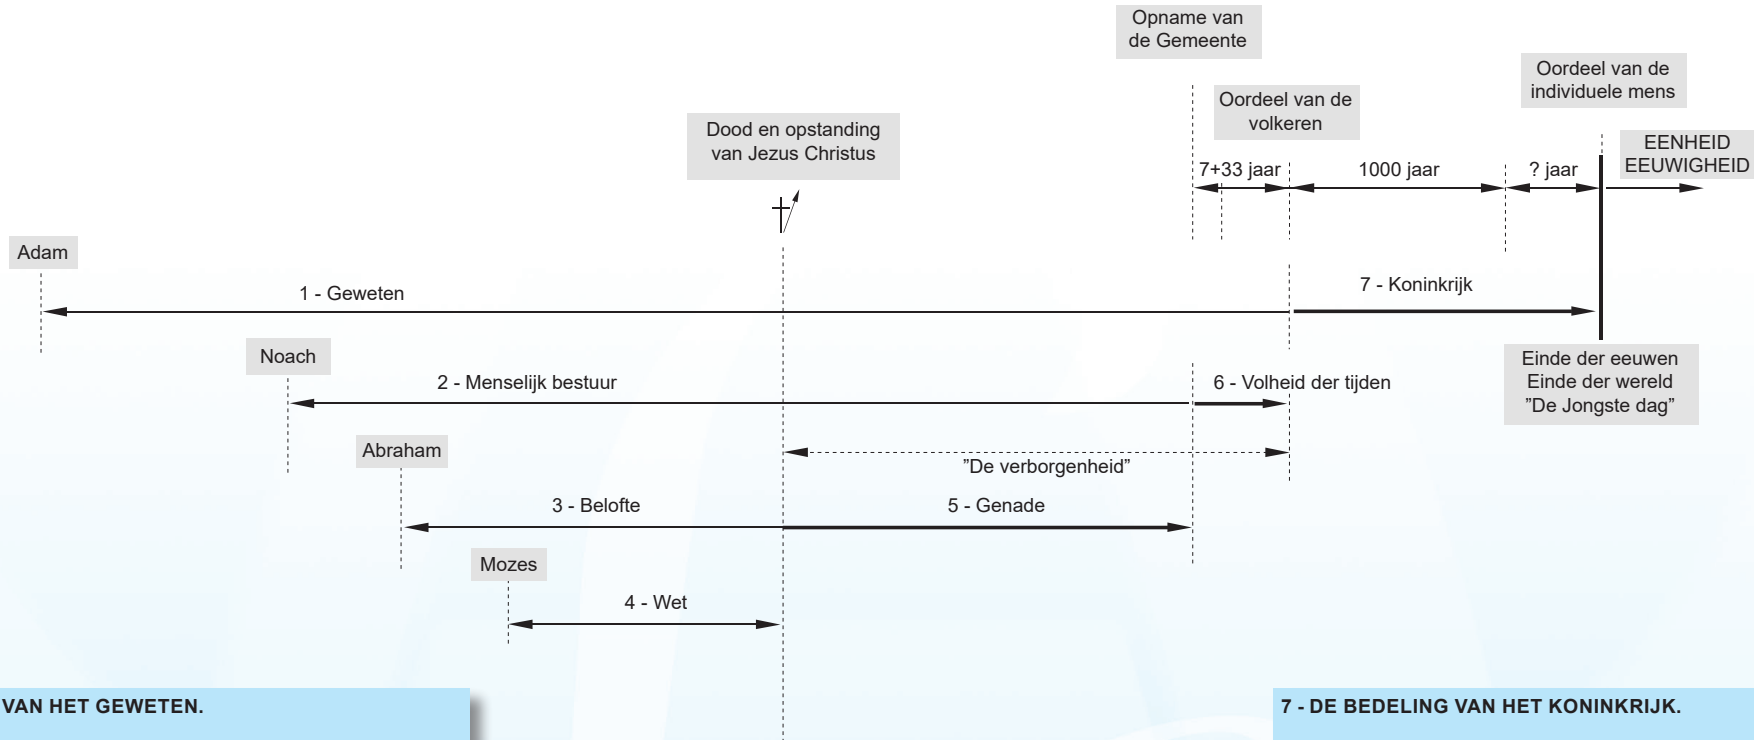 Opname van
de Gemeente
Oordeel van de
individuele mens
Oordeel van de
volkeren
Dood en opstanding
van Jezus Christus
EENHEID
EEUWIGHEID
7+33 jaar
1000 jaar
? jaar
Adam
1 - Geweten
7 - Koninkrijk
Noach
Einde der eeuwen
Einde der wereld
”De Jongste dag”
2 - Menselijk bestuur
6 - Volheid der tijden
Abraham
”De verborgenheid”
3 - Belofte
5 - Genade
Mozes
4 - Wet
VAN HET GEWETEN.
7 - DE BEDELING VAN HET KONINKRIJK.